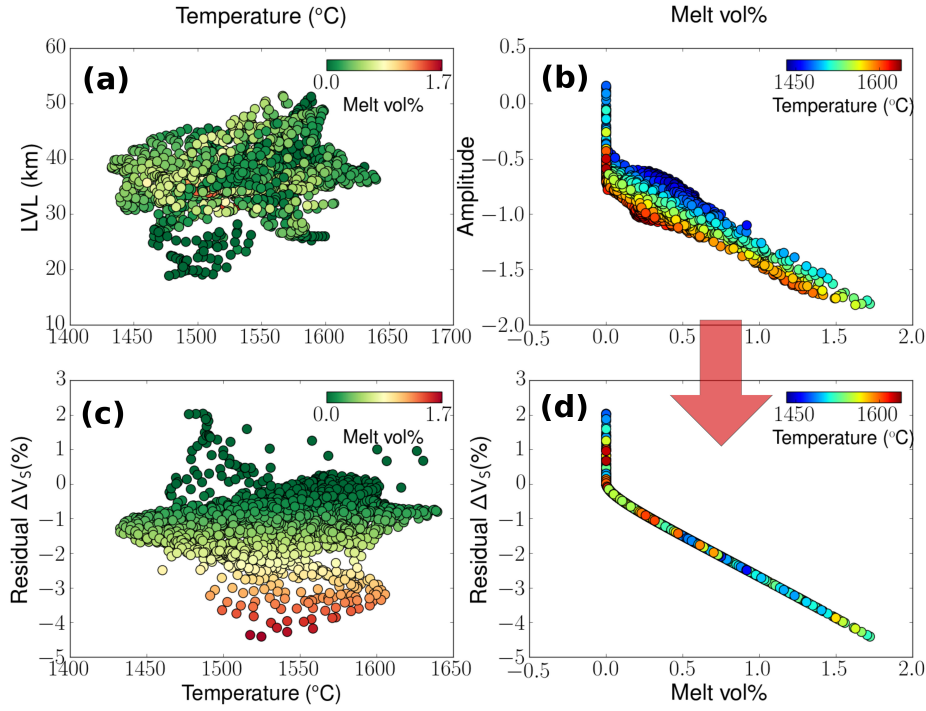 Temperature (°C)
Melt vol%
(a)
0.0 1.7
Melt vol%
LVL (km)
60
50
40
30
20
10
1400 1450 1500 1550 1600 1650 1700
(b)
1450 1600
Temperature (°C)
Amplitude
0.5
0.0
−0.5
−1.0
−1.5
−2.0
−0.5 0.0 0.5 1.0 1.5 2.0
(c)
0.0 1.7
Melt vol%
Residual ΔVS(%)
3
2
1
0
−1
−2
−3
−4
−5
1400 1450 1500 1550 1600 1650
Temperature (°C)
(d)
1450 1600
Temperature (°C)
Residual ΔVS(%)
3
2
1
0
−1
−2
−3
−4
−5
−0.5 0.0 0.5 1.0 1.5 2.0
Melt vol%